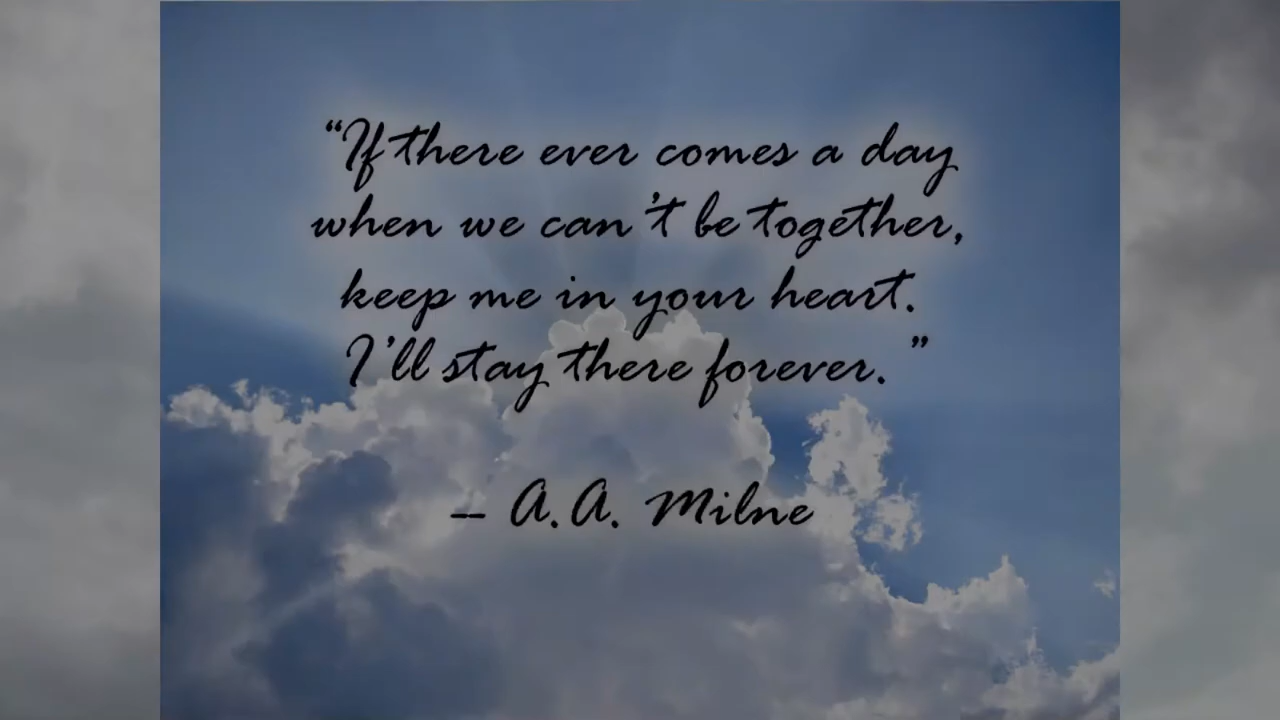 “If there ever comes a day
when we can't be together,
keep me in your heart.
I'll stay there forever.”
– A.A. Milne